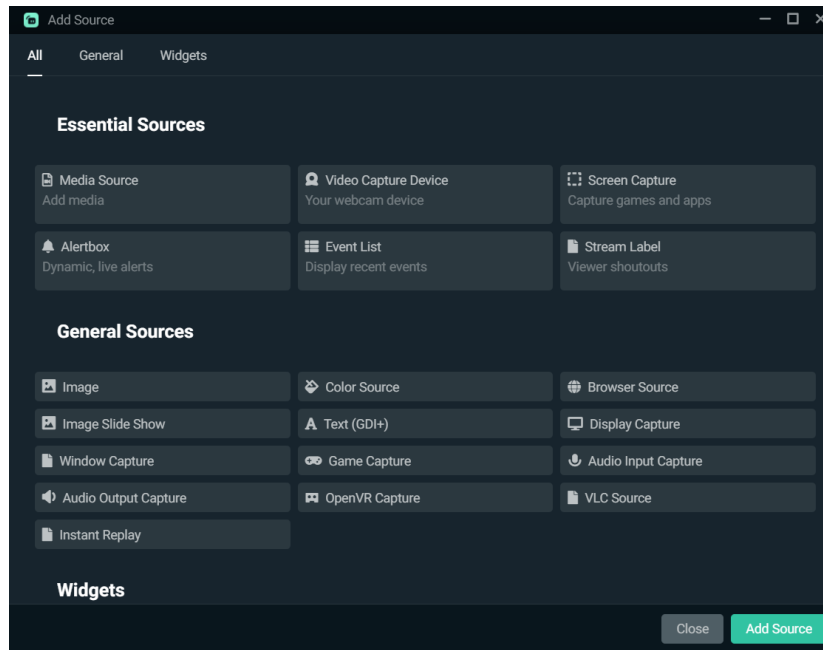 Add Source
All General Widgets
Essential Sources
Media Source
Add media
Video Capture Device
Your webcam device
Screen Capture
Capture games and apps
Alertbox
Dynamic, live alerts
Event List
Display recent events
Stream Label
Viewer shoutouts
General Sources
Image
Color Source
Browser Source
Image Slide Show
Text (GDI+)
Display Capture
Window Capture
Game Capture
Audio Input Capture
Audio Output Capture
OpenVR Capture
VLC Source
Instant Replay
Widgets
Close
Add Source